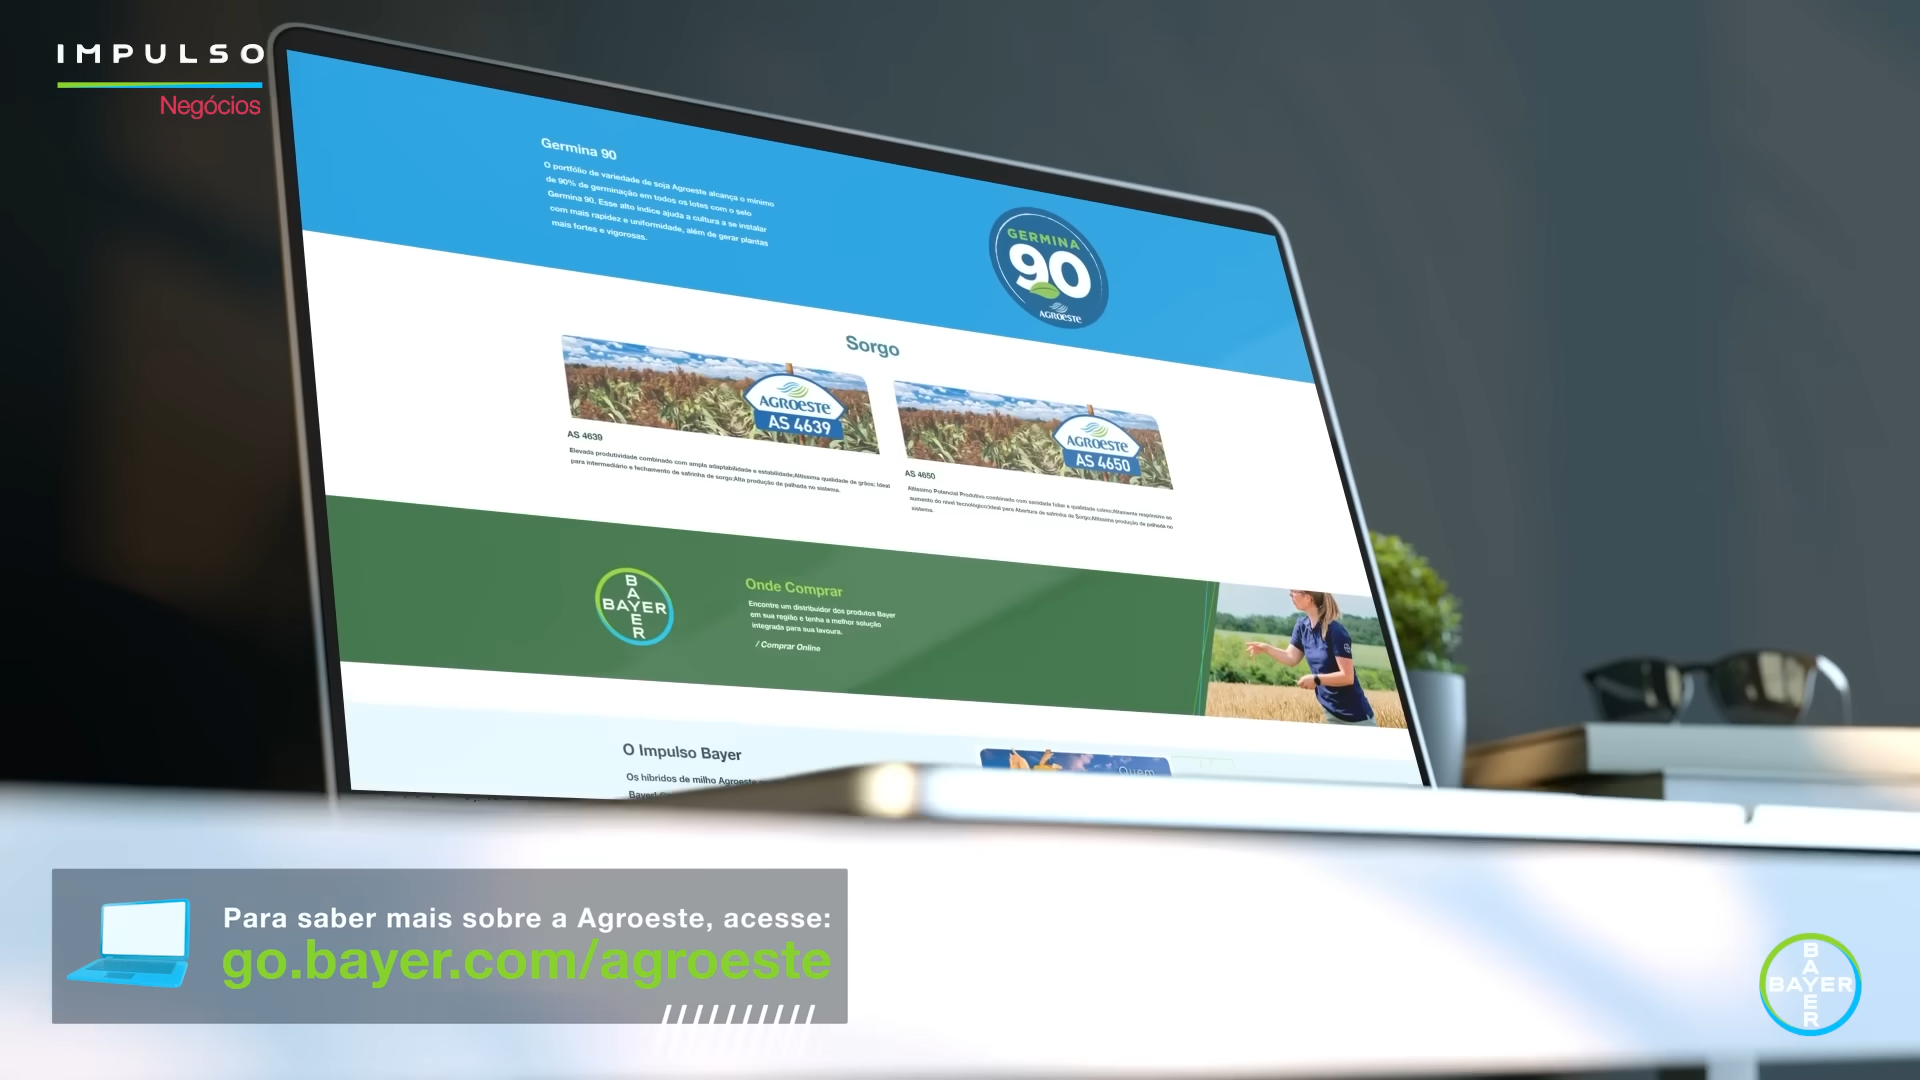 IMPULSO
Negócios
Germina 90
O portfólio de variedade de soja Agroeste alcança o mínimo
de 90% de germinação em todos os lotes com o selo
Germina 90. Esse alto índice ajuda a cultura a se instalar
com mais rapidez e uniformidade, além de gerar plantas
mais fortes e vigorosas.
GERMINA
90
AGROESTE
Sorgo
AGROESTE
AS 4639
AGROESTE
AS 4650
AS 4639
Elevada produtividade combinado com ampla adaptabilidade e estabilidade;Altíssima qualidade de grãos; Ideal
para intermediário e fechamento de safrinha de sorgo;Alta produção de palhada no sistema.
AS 4650
Altíssimo Potencial Produtivo combinado com sanidade foliar e qualidade colmo;Altamente responsivo ao
aumento do nível tecnológico;Ideal para Abertura de safrinha de Sorgo;Altíssima produção de palhada no
sistema.
BAYER
BAYER
Onde Comprar
Encontre um distribuidor dos produtos Bayer
em sua região e tenha a melhor solução
integrada para sua lavoura.
/ Comprar Online
O Impulso Bayer
Os híbridos de milho Agroeste
Bayer!
Quem
Para saber mais sobre a Agroeste, acesse:
go.bayer.com/agroeste
BAYER
BAYER